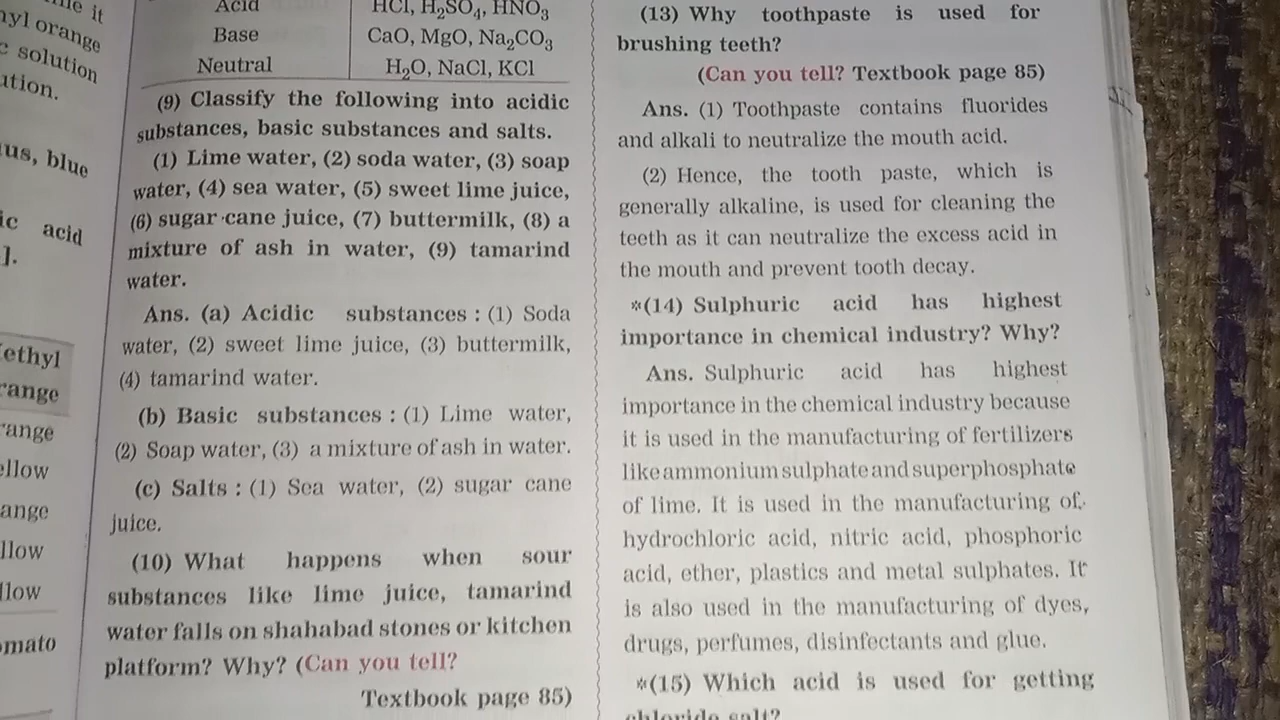 it
nyl orange
solution
ution.
us, blue
ic acid
].
ethyl
range
range
ellow
ange
llow
llow
omato
Acid HCl, H₂SO₄, HNO₃
Base CaO, MgO, Na₂CO₃
Neutral H₂O, NaCl, KCl
(9) Classify the following into acidic
substances, basic substances and salts.
(1) Lime water, (2) soda water, (3) soap
water, (4) sea water, (5) sweet lime juice,
(6) sugar cane juice, (7) buttermilk, (8) a
mixture of ash in water, (9) tamarind
water.
Ans. (a) Acidic substances : (1) Soda
water, (2) sweet lime juice, (3) buttermilk,
(4) tamarind water.
(b) Basic substances : (1) Lime water,
(2) Soap water, (3) a mixture of ash in water.
(c) Salts : (1) Sea water, (2) sugar cane
juice.
(10) What happens when sour
substances like lime juice, tamarind
water falls on shahabad stones or kitchen
platform? Why? (Can you tell?
Textbook page 85)
(13) Why toothpaste is used for
brushing teeth?
(Can you tell? Textbook page 85)
Ans. (1) Toothpaste contains fluorides
and alkali to neutralize the mouth acid.
(2) Hence, the tooth paste, which is
generally alkaline, is used for cleaning the
teeth as it can neutralize the excess acid in
the mouth and prevent tooth decay.
*(14) Sulphuric acid has highest
importance in chemical industry? Why?
Ans. Sulphuric acid has highest
importance in the chemical industry because
it is used in the manufacturing of fertilizers
like ammonium sulphate and superphosphate
of lime. It is used in the manufacturing of
hydrochloric acid, nitric acid, phosphoric
acid, ether, plastics and metal sulphates. It
is also used in the manufacturing of dyes,
drugs, perfumes, disinfectants and glue.
*(15) Which acid is used for getting
chloride salt?